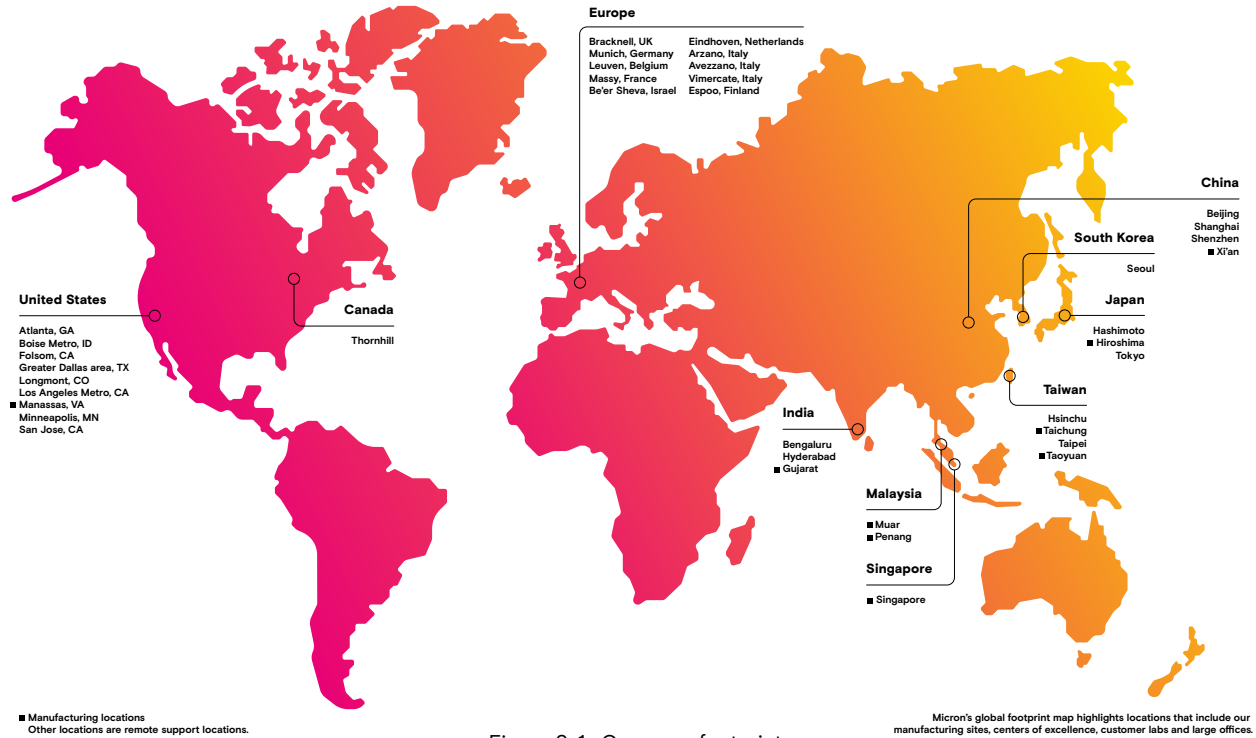 Europe
Bracknell, UK
Munich, Germany
Leuven, Belgium
Massy, France
Be'er Sheva, Israel
Eindhoven, Netherlands
Arzano, Italy
Avezzano, Italy
Vimercate, Italy
Espoo, Finland
China
Beijing
Shanghai
Shenzhen
■ Xi'an
South Korea
Seoul
United States
Atlanta, GA
Boise Metro, ID
Folsom, CA
Greater Dallas area, TX
Longmont, CO
Los Angeles Metro, CA
■ Manassas, VA
Minneapolis, MN
San Jose, CA
Canada
Thornhill
Japan
Hashimoto
■ Hiroshima
Tokyo
Taiwan
Hsinchu
■ Taichung
Taipei
■ Taoyuan
India
Bengaluru
Hyderabad
■ Gujarat
Malaysia
■ Muar
■ Penang
Singapore
■ Singapore
■ Manufacturing locations
Other locations are remote support locations.
Micron's global footprint map highlights locations that include our
manufacturing sites, centers of excellence, customer labs and large offices.